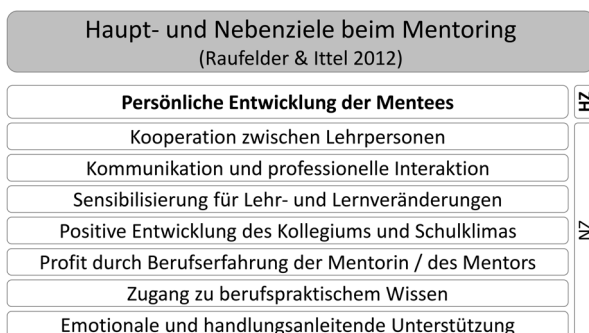 Haupt- und Nebenziele beim Mentoring
(Raufelder & Ittel 2012)
Persönliche Entwicklung der Mentees
HZ
Kooperation zwischen Lehrpersonen
Kommunikation und professionelle Interaktion
Sensibilisierung für Lehr- und Lernveränderungen
Positive Entwicklung des Kollegiums und Schulklimas
NZ
Profit durch Berufserfahrung der Mentorin / des Mentors
Zugang zu berufspraktischem Wissen
Emotionale und handlungsanleitende Unterstützung